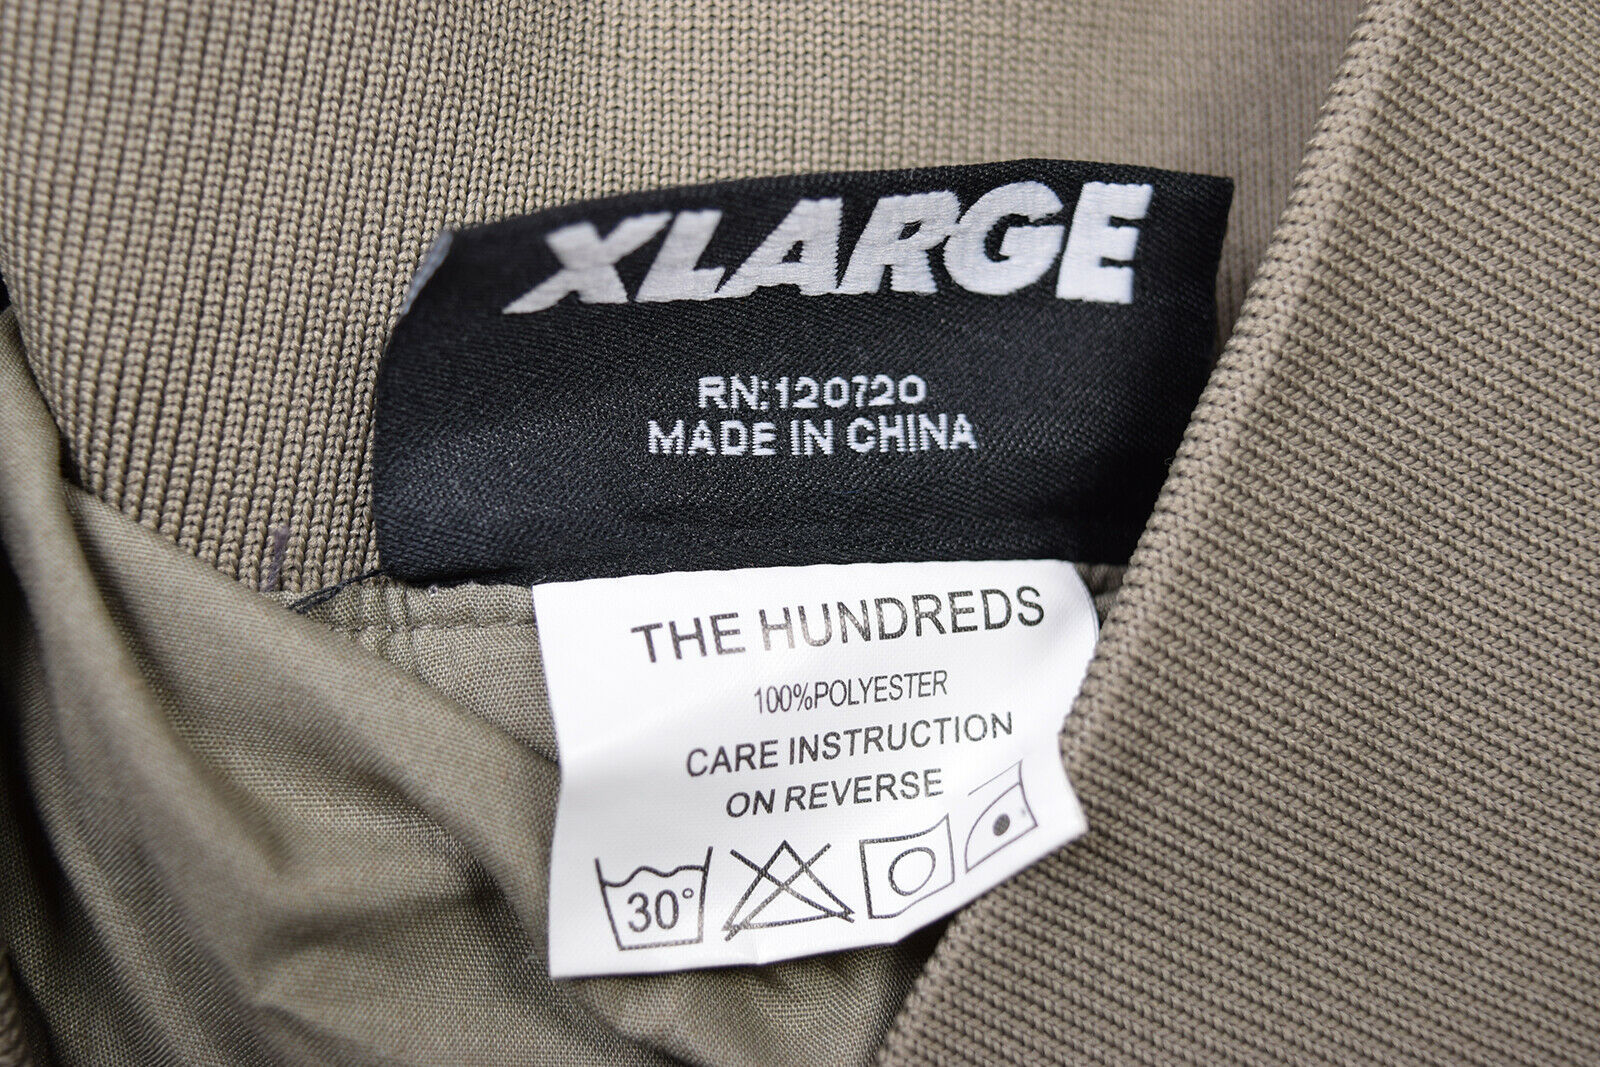 XLARGE
RN:120720
MADE IN CHINA
THE HUNDREDS
100%POLYESTER
CARE INSTRUCTION
ON REVERSE
30°